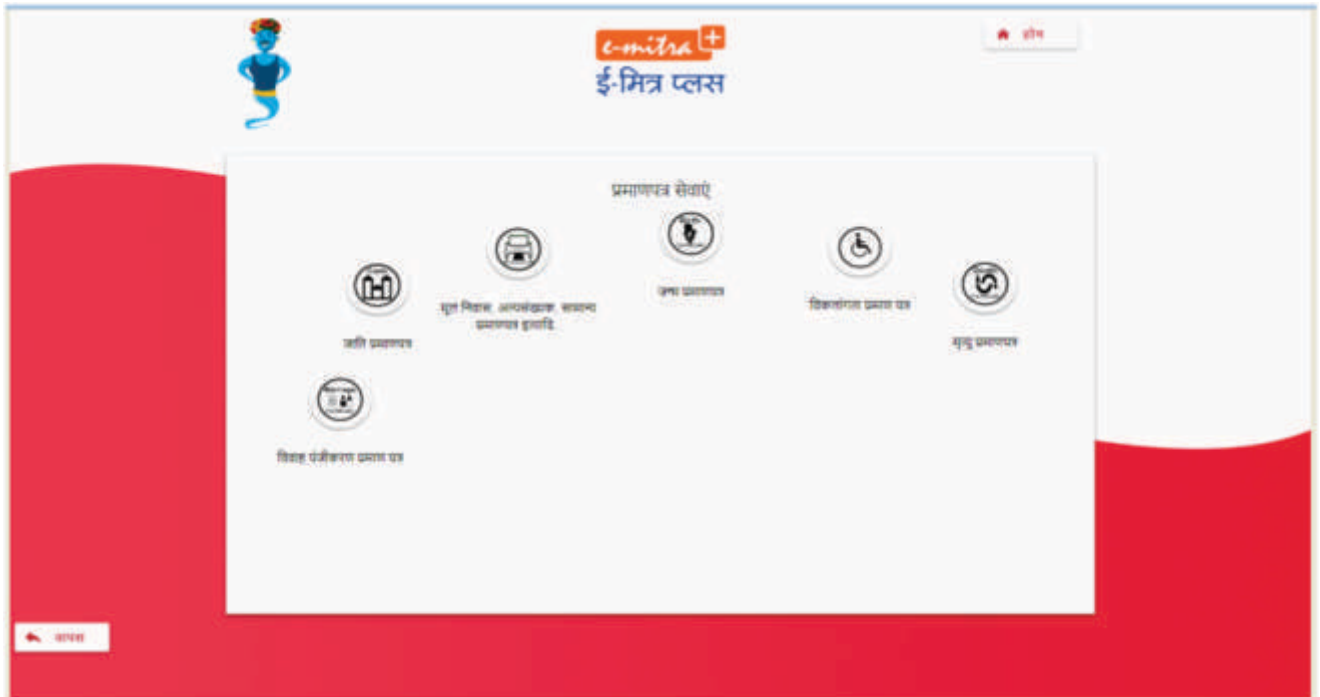 e-mitra +
ई-मित्र प्लस
होम
प्रमाणपत्र सेवाएं
जाति प्रमाणपत्र
मूल निवास, अल्पसंख्यक, सामान्य
प्रमाणपत्र इत्यादि
जन्म प्रमाणपत्र
विकलांगता प्रमाण पत्र
मृत्यु प्रमाणपत्र
विवाह पंजीकरण प्रमाण पत्र
वापस